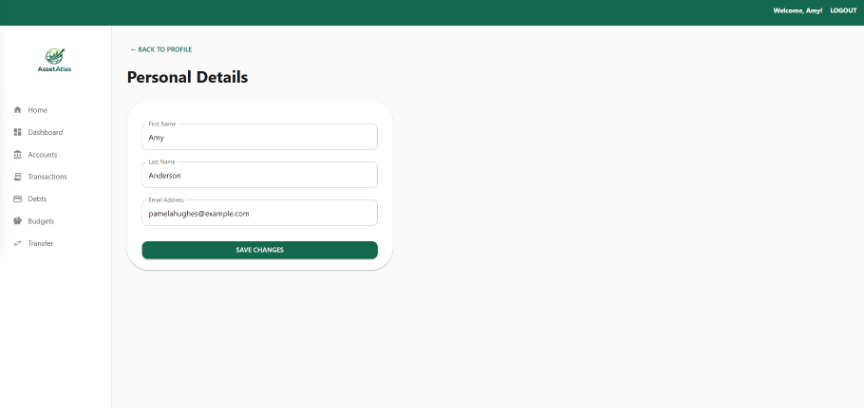 Welcome, Amy!
LOGOUT
AssetAtlas
Home
Dashboard
Accounts
Transactions
Debts
Budgets
Transfer
← BACK TO PROFILE
Personal Details
First Name
Amy
Last Name
Anderson
Email Address
pamelahughes@example.com
SAVE CHANGES